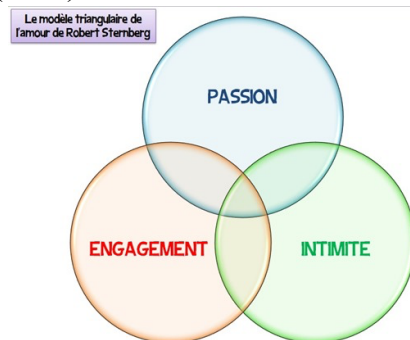 Le modèle triangulaire de
l'amour de Robert Sternberg
PASSION
ENGAGEMENT
INTIMITE